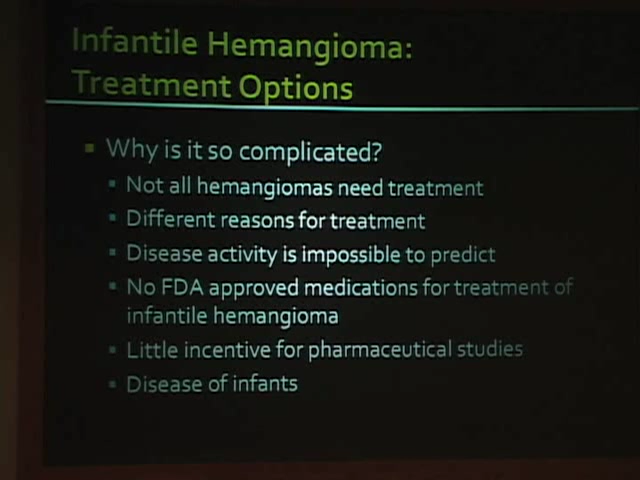 Infantile Hemangioma:
Treatment Options
Why is it so complicated?
Not all hemangiomas need treatment
Different reasons for treatment
Disease activity is impossible to predict
No FDA approved medications for treatment of
infantile hemangioma
Little incentive for pharmaceutical studies
Disease of infants